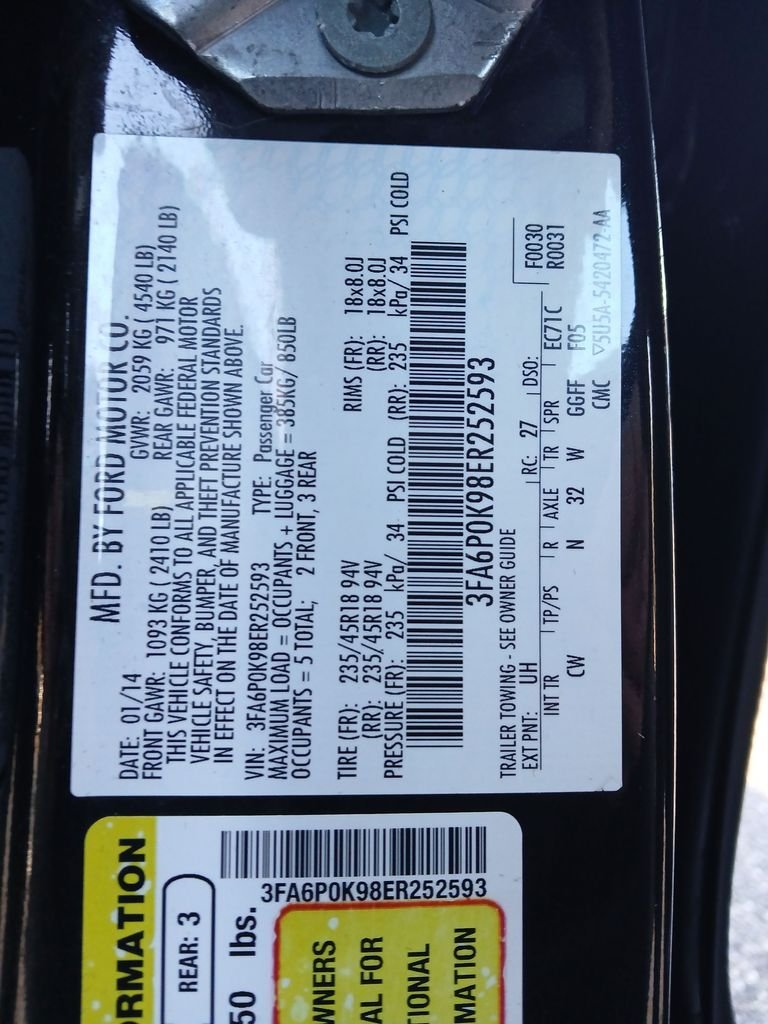 MFD. BY FORD MOTOR CO.
DATE: 01/14 GVWR: 2059 KG ( 4540 LB)
FRONT GAWR: 1093 KG ( 2410 LB) REAR GAWR: 971 KG ( 2140 LB)
THIS VEHICLE CONFORMS TO ALL APPLICABLE FEDERAL MOTOR
VEHICLE SAFETY, BUMPER, AND THEFT PREVENTION STANDARDS
IN EFFECT ON THE DATE OF MANUFACTURE SHOWN ABOVE.
VIN: 3FA6P0K98ER252593 TYPE: Passenger Car
MAXIMUM LOAD = OCCUPANTS + LUGGAGE = 385KG/ 850LB
OCCUPANTS = 5 TOTAL; 2 FRONT, 3 REAR
TIRE (FR): 235/45R18 94V RIMS (FR): 18x8.0J
(RR): 235/45R18 94V (RR): 18x8.0J
PRESSURE (FR): 235 kPa/ 34 PSI COLD (RR): 235 kPa/ 34 PSI COLD
3FA6P0K98ER252593
TRAILER TOWING - SEE OWNER GUIDE
EXT PNT: UH RC: 27 DSO: F0030
R0031
INT TR TP/PS R AXLE TR SPR EC71C
CW N 32 W GGFF F05
CMC ▽5U5A-5420472-AA
RMATION
REAR: 3
50 lbs.
3FA6P0K98ER252593
WNERS
AL FOR
TIONAL
MATION